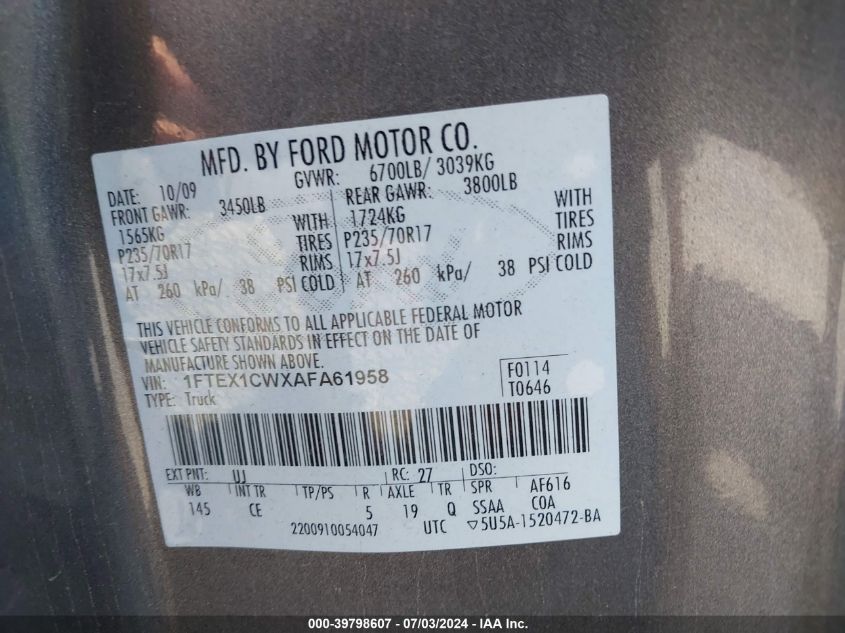 MFD. BY FORD MOTOR CO.
DATE: 10/09 GVWR: 6700LB/ 3039KG
FRONT GAWR: 3450LB REAR GAWR: 3800LB
1565KG WITH 1724KG WITH
P235/70R17 TIRES P235/70R17 TIRES
17x7.5J RIMS 17x7.5J RIMS
AT 260 kPa/ 38 PSI COLD AT 260 kPa/ 38 PSI COLD
THIS VEHICLE CONFORMS TO ALL APPLICABLE FEDERAL MOTOR
VEHICLE SAFETY STANDARDS IN EFFECT ON THE DATE OF
MANUFACTURE SHOWN ABOVE.
VIN: 1FTEX1CWXAFA61958 F0114
TYPE: Truck T0646
EXT PNT: UJ RC: 27 DSO:
WB INT TR TP/PS R AXLE TR SPR AF616
145 CE 5 19 Q SSAA COA
2200910054047 UTC ▽5U5A-1520472-BA
000-39798607 - 07/03/2024 - IAAI.com - Copyright © 2024 IAA, Inc.